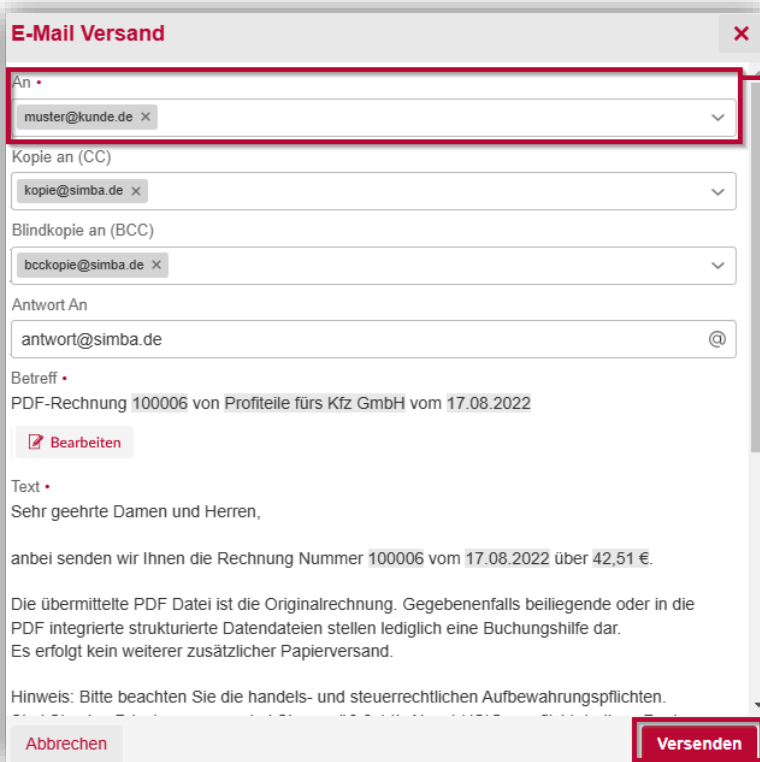 E-Mail Versand
An •
muster@kunde.de ×
Kopie an (CC)
kopie@simba.de ×
Blindkopie an (BCC)
bcckopie@simba.de ×
Antwort An
antwort@simba.de @
Betreff •
PDF-Rechnung 100006 von Profiteile fürs Kfz GmbH vom 17.08.2022
Bearbeiten
Text •
Sehr geehrte Damen und Herren,
anbei senden wir Ihnen die Rechnung Nummer 100006 vom 17.08.2022 über 42,51 €.
Die übermittelte PDF Datei ist die Originalrechnung. Gegebenenfalls beiliegende oder in die
PDF integrierte strukturierte Datendateien stellen lediglich eine Buchungshilfe dar.
Es erfolgt kein weiterer zusätzlicher Papierversand.
Hinweis: Bitte beachten Sie die handels- und steuerrechtlichen Aufbewahrungspflichten.
Abbrechen
Versenden